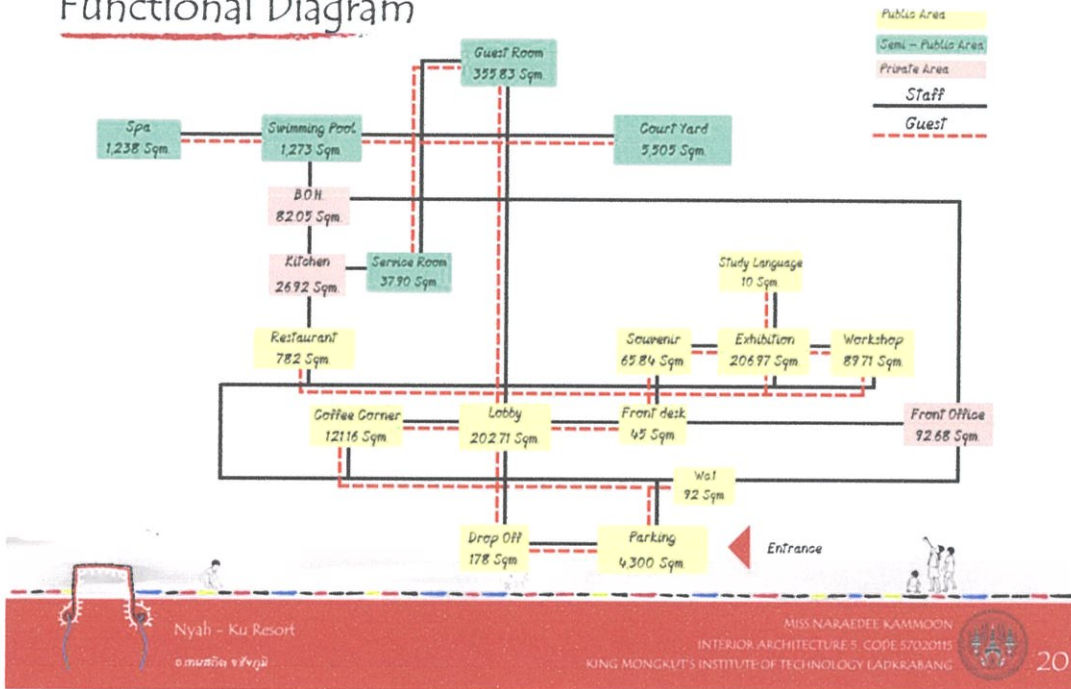 Functional Diagram
Public Area
Semi - Public Area
Private Area
Staff
Guest
Guest Room
355.83 Sqm.
Spa
1,238 Sqm.
Swimming Pool
1,273 Sqm.
Court Yard
5,505 Sqm.
B.O.H.
82.05 Sqm.
Kitchen
26.92 Sqm.
Service Room
37.90 Sqm.
Study Language
10 Sqm
Restaurant
782 Sqm.
Souvenir
65.84 Sqm.
Exhibition
206.97 Sqm.
Workshop
89.71 Sqm.
Coffee Corner
121.16 Sqm.
Lobby
202.71 Sqm.
Front desk
45 Sqm.
Front Office
92.68 Sqm.
92 Sqm
Drop Off
178 Sqm
Parking
4,300 Sqm.
Entrance
Nyah - Ku Resort
MISS NARAEDEE KAMMOON
INTERIOR ARCHITECTURE 5. CODE 57020115
KING MONGKUT'S INSTITUTE OF TECHNOLOGY LADKRABANG
20